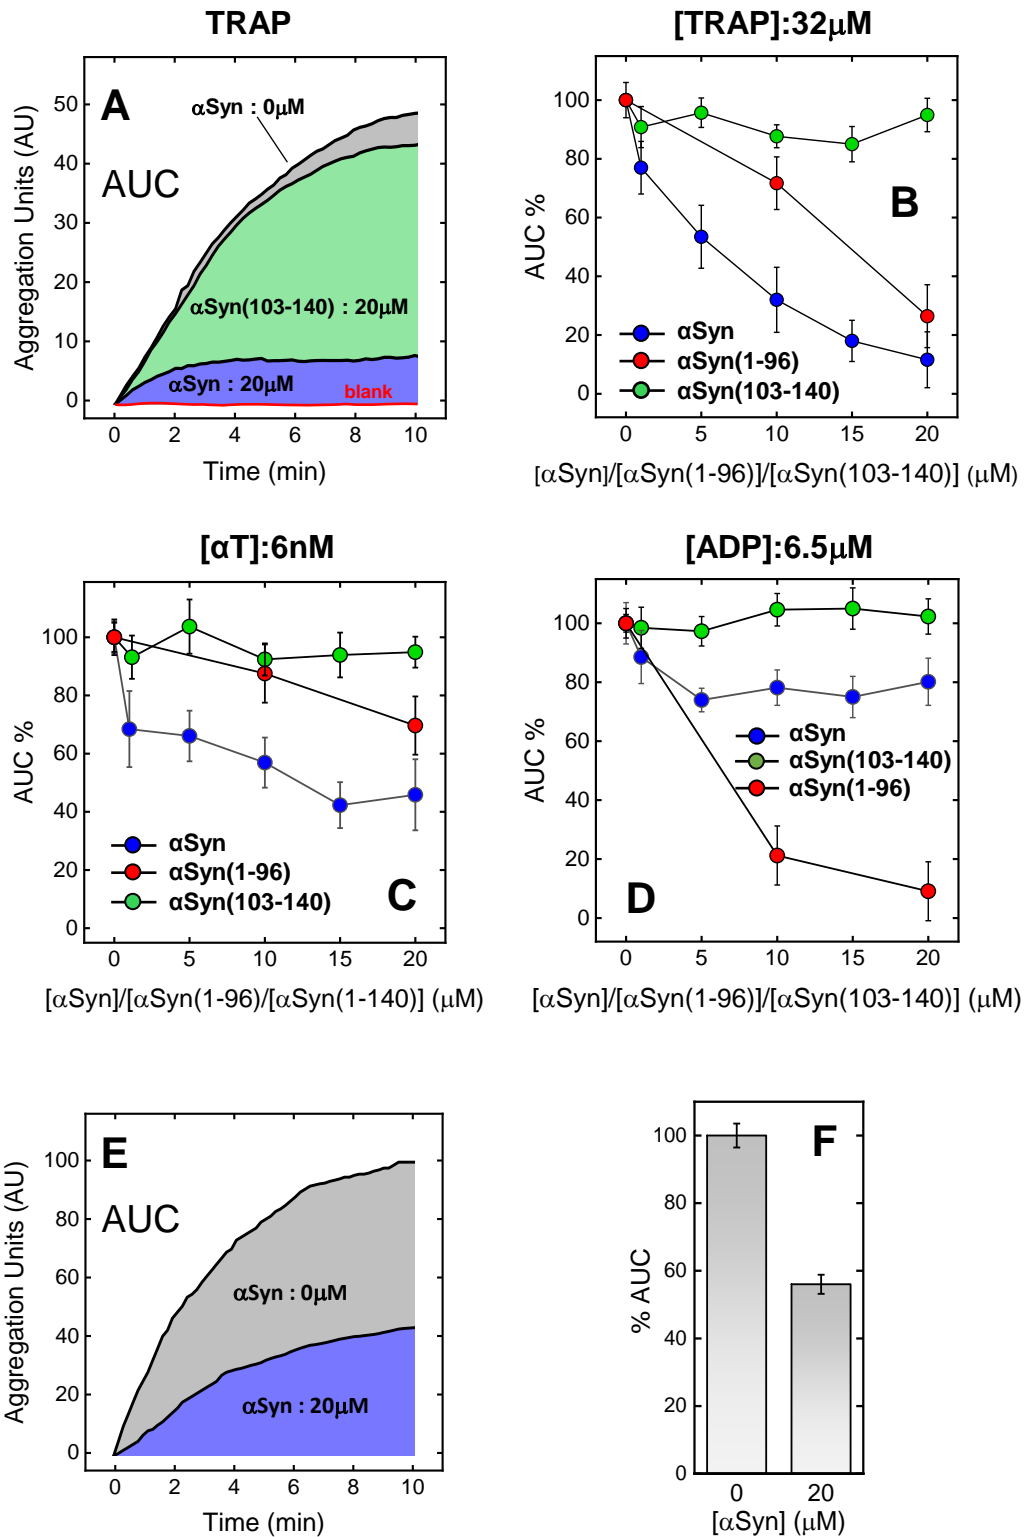 TRAP
A
αSyn : 0μM
AUC
αSyn(103-140) : 20μM
αSyn : 20μM
blank
Aggregation Units (AU)
50
40
30
20
10
0
0 2 4 6 8 10
Time (min)
[TRAP]:32μM
B
AUC %
100
80
60
40
20
0
αSyn
αSyn(1-96)
αSyn(103-140)
0 5 10 15 20
[αSyn]/[αSyn(1-96)]/[αSyn(103-140)] (μM)
[αT]:6nM
AUC %
100
80
60
40
20
0
αSyn
αSyn(1-96)
αSyn(103-140)
C
0 5 10 15 20
[αSyn]/[αSyn(1-96)/[αSyn(1-140)] (μM)
[ADP]:6.5μM
AUC %
100
80
60
40
20
0
αSyn
αSyn(103-140)
αSyn(1-96)
D
0 5 10 15 20
[αSyn]/[αSyn(1-96)]/[αSyn(103-140)] (μM)
E
AUC
αSyn : 0μM
αSyn : 20μM
Aggregation Units (AU)
100
80
60
40
20
0
0 2 4 6 8 10
Time (min)
F
% AUC
100
80
60
40
20
0
0 20
[αSyn] (μM)